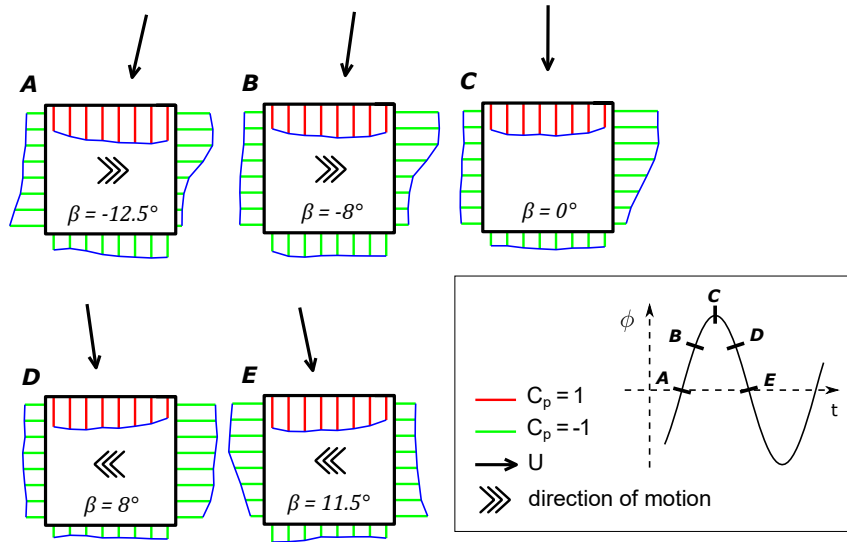 A
B
C
β = -12.5°
β = -8°
β = 0°
D
E
β = 8°
β = 11.5°
C_p = 1
C_p = -1
U
direction of motion
ϕ
C
B
D
A
E
t